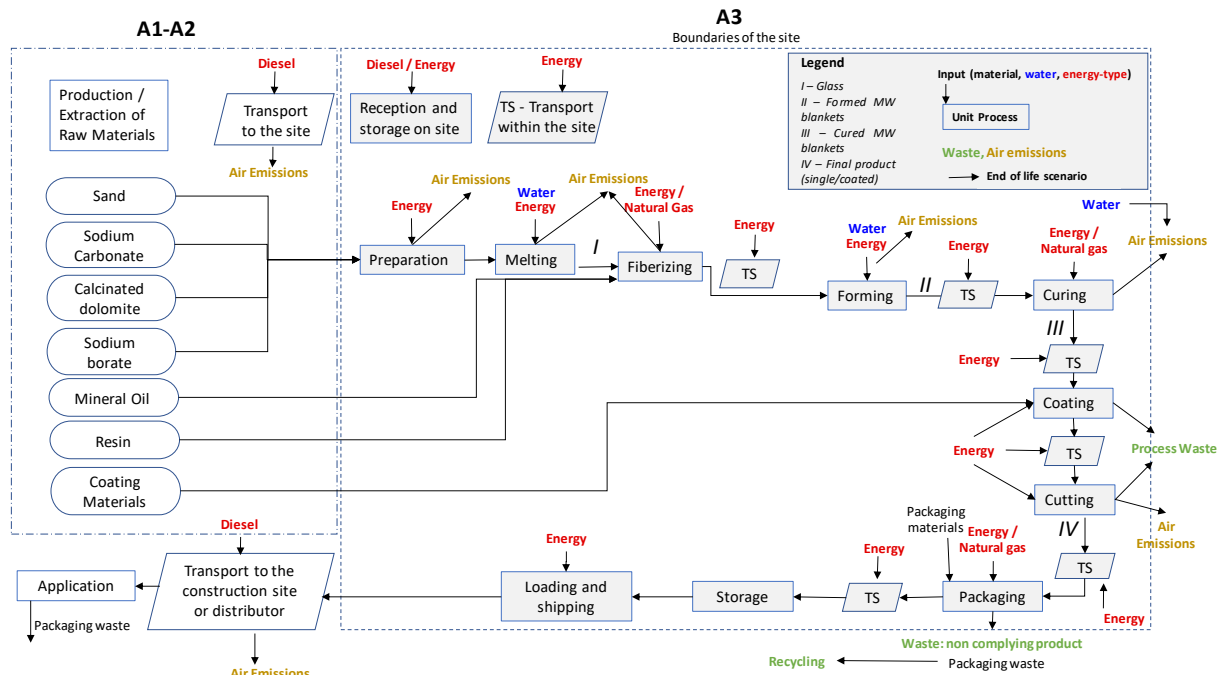 A1-A2
A3
Boundaries of the site
Production /
Extraction of
Raw Materials
Diesel
Transport
to the site
Air Emissions
Diesel / Energy
Reception and
storage on site
Energy
TS - Transport
within the site
Legend
I – Glass
II – Formed MW
blankets
III – Cured MW
blankets
IV – Final product
(single/coated)
Input (material, water, energy-type)
Unit Process
Waste, Air emissions
End of life scenario
Sand
Sodium
Carbonate
Calcinated
dolomite
Sodium
borate
Mineral Oil
Resin
Coating
Materials
Energy
Air Emissions
Preparation
Water
Energy
Melting
Air Emissions
I
Energy /
Natural Gas
Fiberizing
Energy
TS
Water
Energy
Air Emissions
Forming
II
Energy
TS
Energy /
Natural gas
Curing
Water
Air Emissions
III
Energy
TS
Coating
Energy
TS
Process Waste
Cutting
IV
Air
Emissions
TS
Energy
Packaging
materials
Energy /
Natural gas
Packaging
Energy
TS
Storage
Energy
Loading and
shipping
Diesel
Transport to the
construction site
or distributor
Air Emissions
Application
Packaging waste
Waste: non complying product
Recycling
Packaging waste